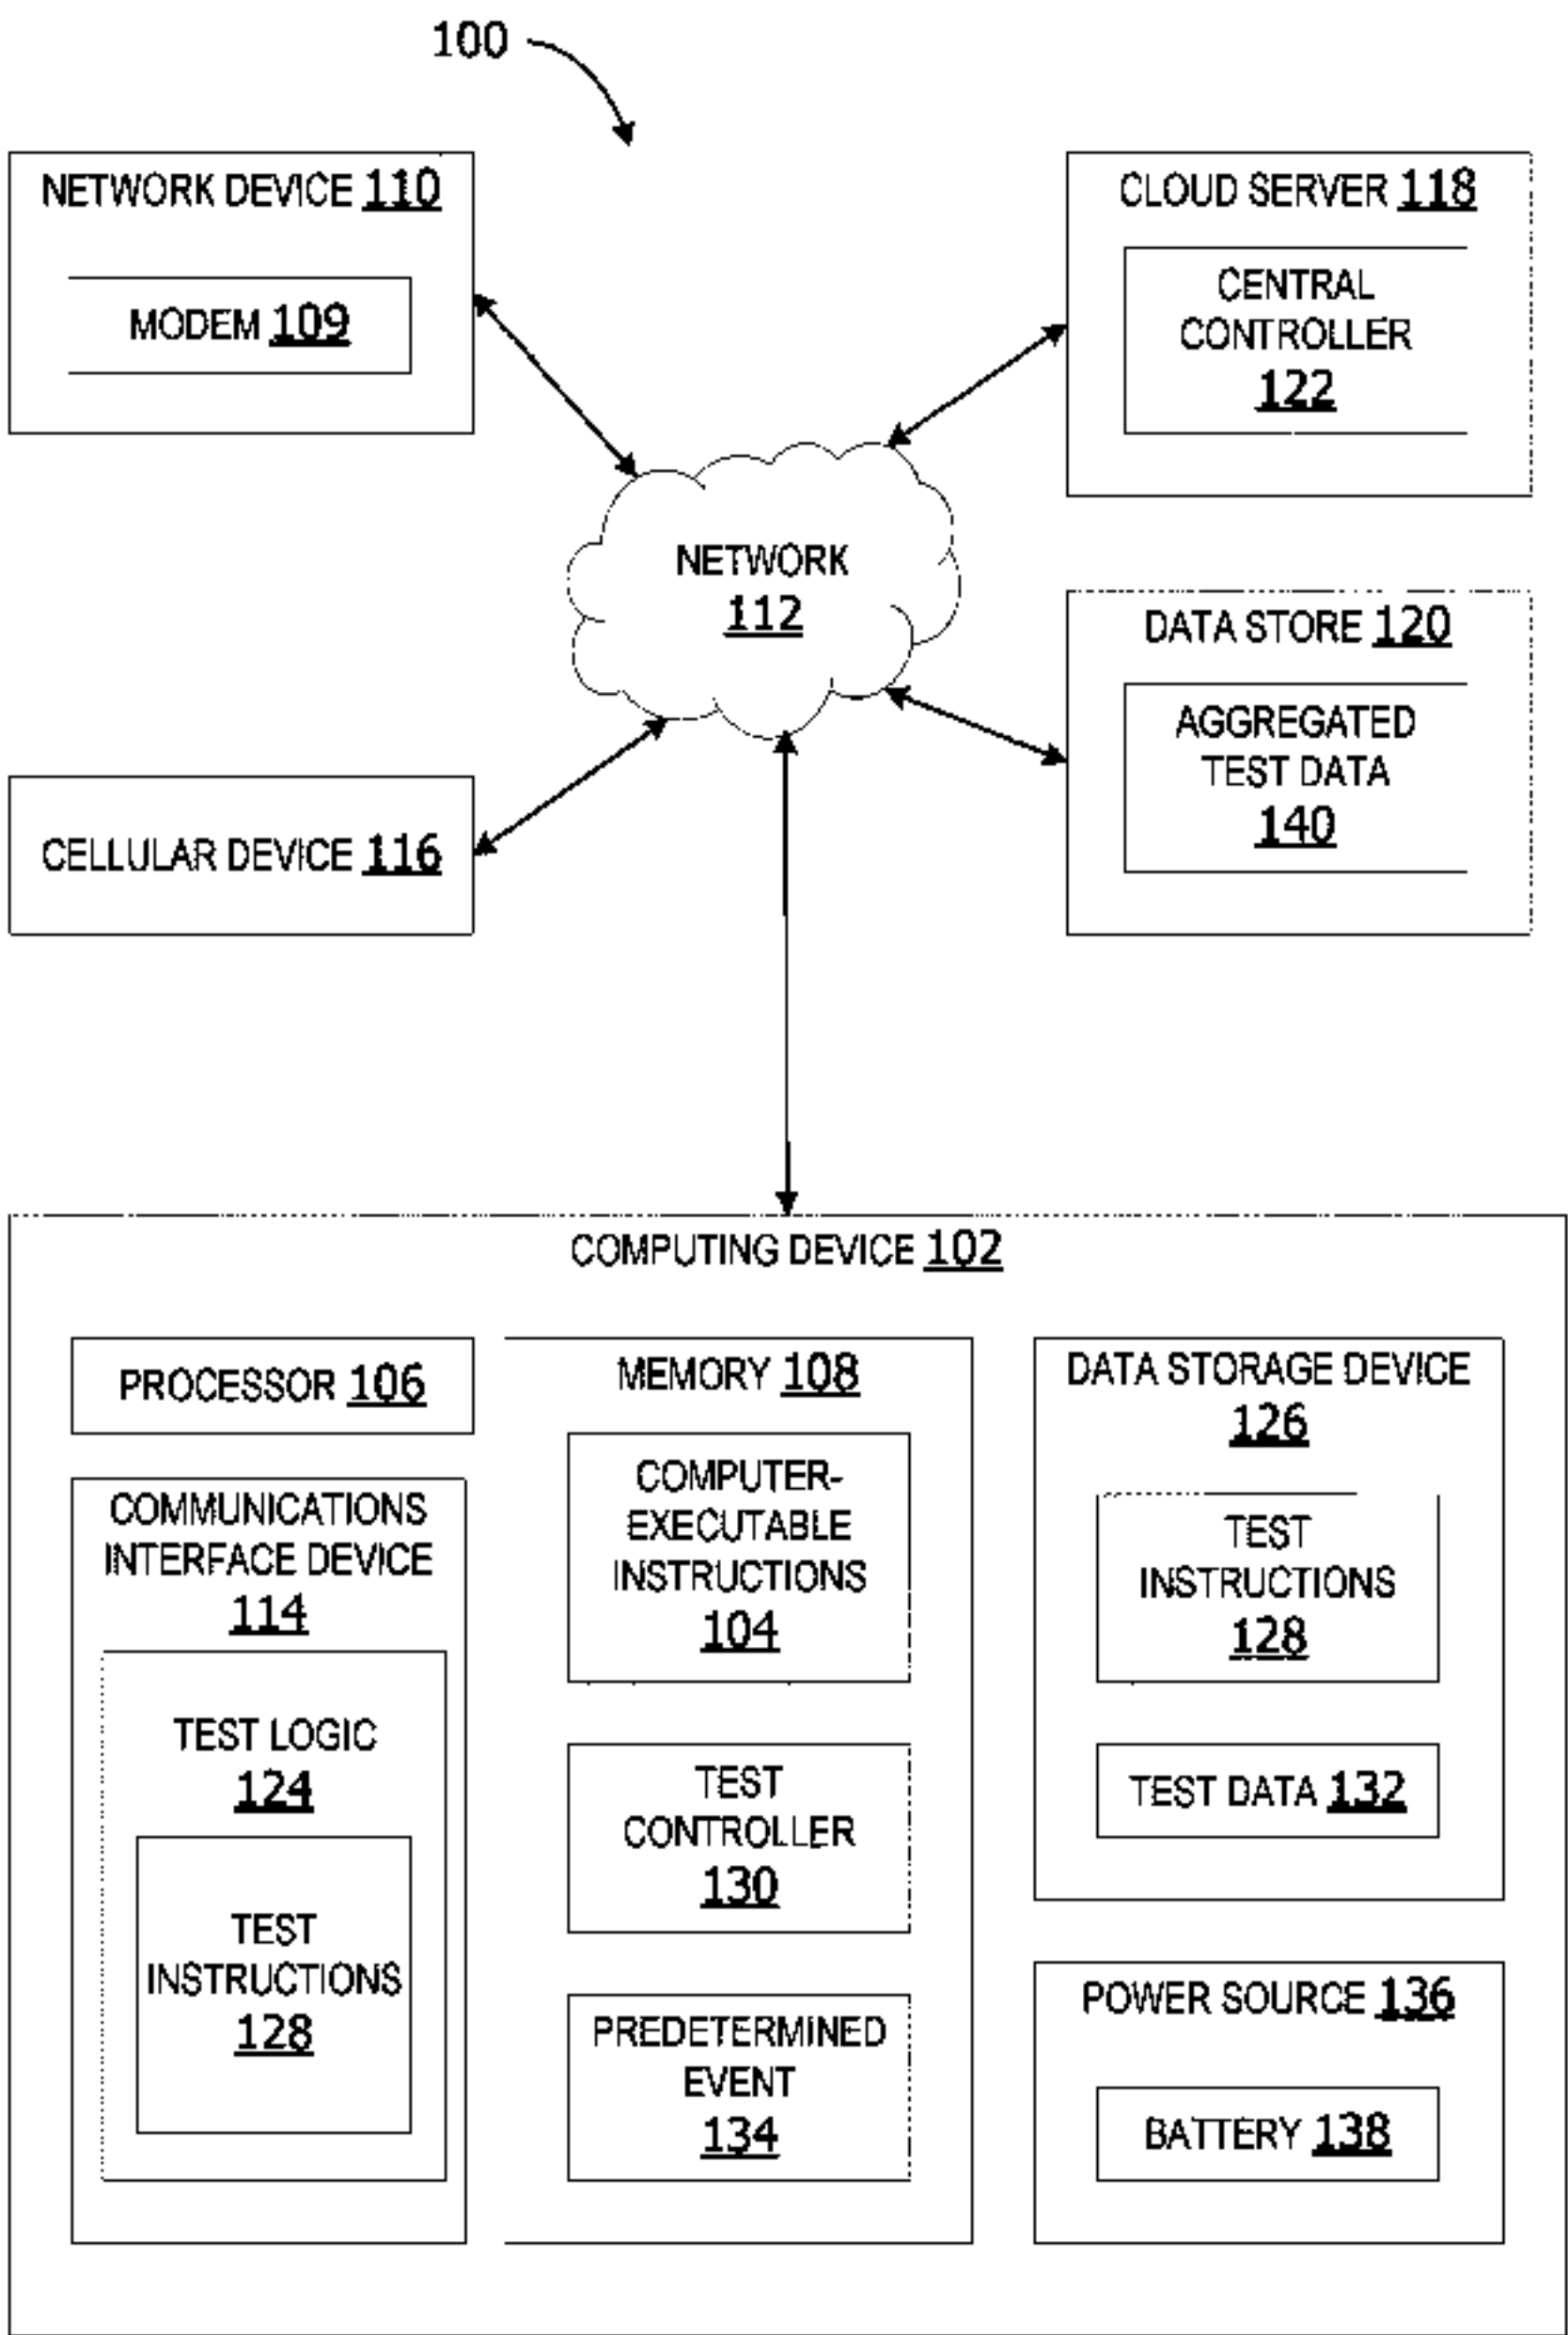 100
NETWORK DEVICE 110
MODEM 109
CLOUD SERVER 118
CENTRAL
CONTROLLER
122
NETWORK
112
DATA STORE 120
AGGREGATED
TEST DATA
140
CELLULAR DEVICE 116
COMPUTING DEVICE 102
PROCESSOR 106
COMMUNICATIONS
INTERFACE DEVICE
114
TEST LOGIC
124
TEST
INSTRUCTIONS
128
MEMORY 108
COMPUTER-
EXECUTABLE
INSTRUCTIONS
104
TEST
CONTROLLER
130
PREDETERMINED
EVENT
134
DATA STORAGE DEVICE
126
TEST
INSTRUCTIONS
128
TEST DATA 132
POWER SOURCE 136
BATTERY 138